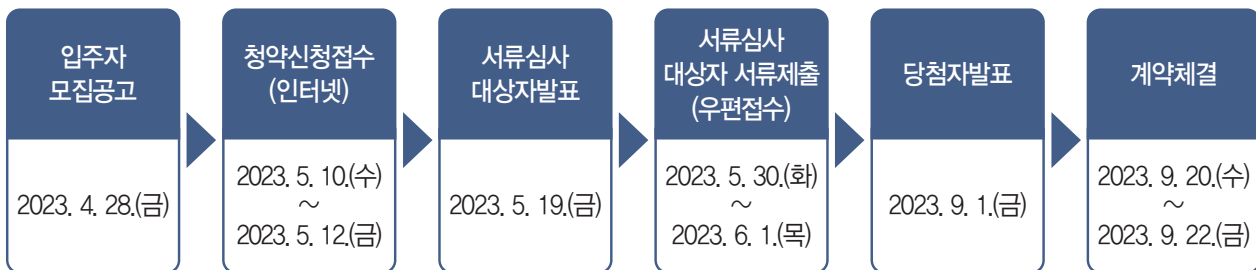 입주자
모집공고
2023. 4. 28.(금)
청약신청접수
(인터넷)
2023. 5. 10.(수)
~
2023. 5. 12.(금)
서류심사
대상자발표
2023. 5. 19.(금)
서류심사
대상자 서류제출
(우편접수)
2023. 5. 30.(화)
~
2023. 6. 1.(목)
당첨자발표
2023. 9. 1.(금)
계약체결
2023. 9. 20.(수)
~
2023. 9. 22.(금)